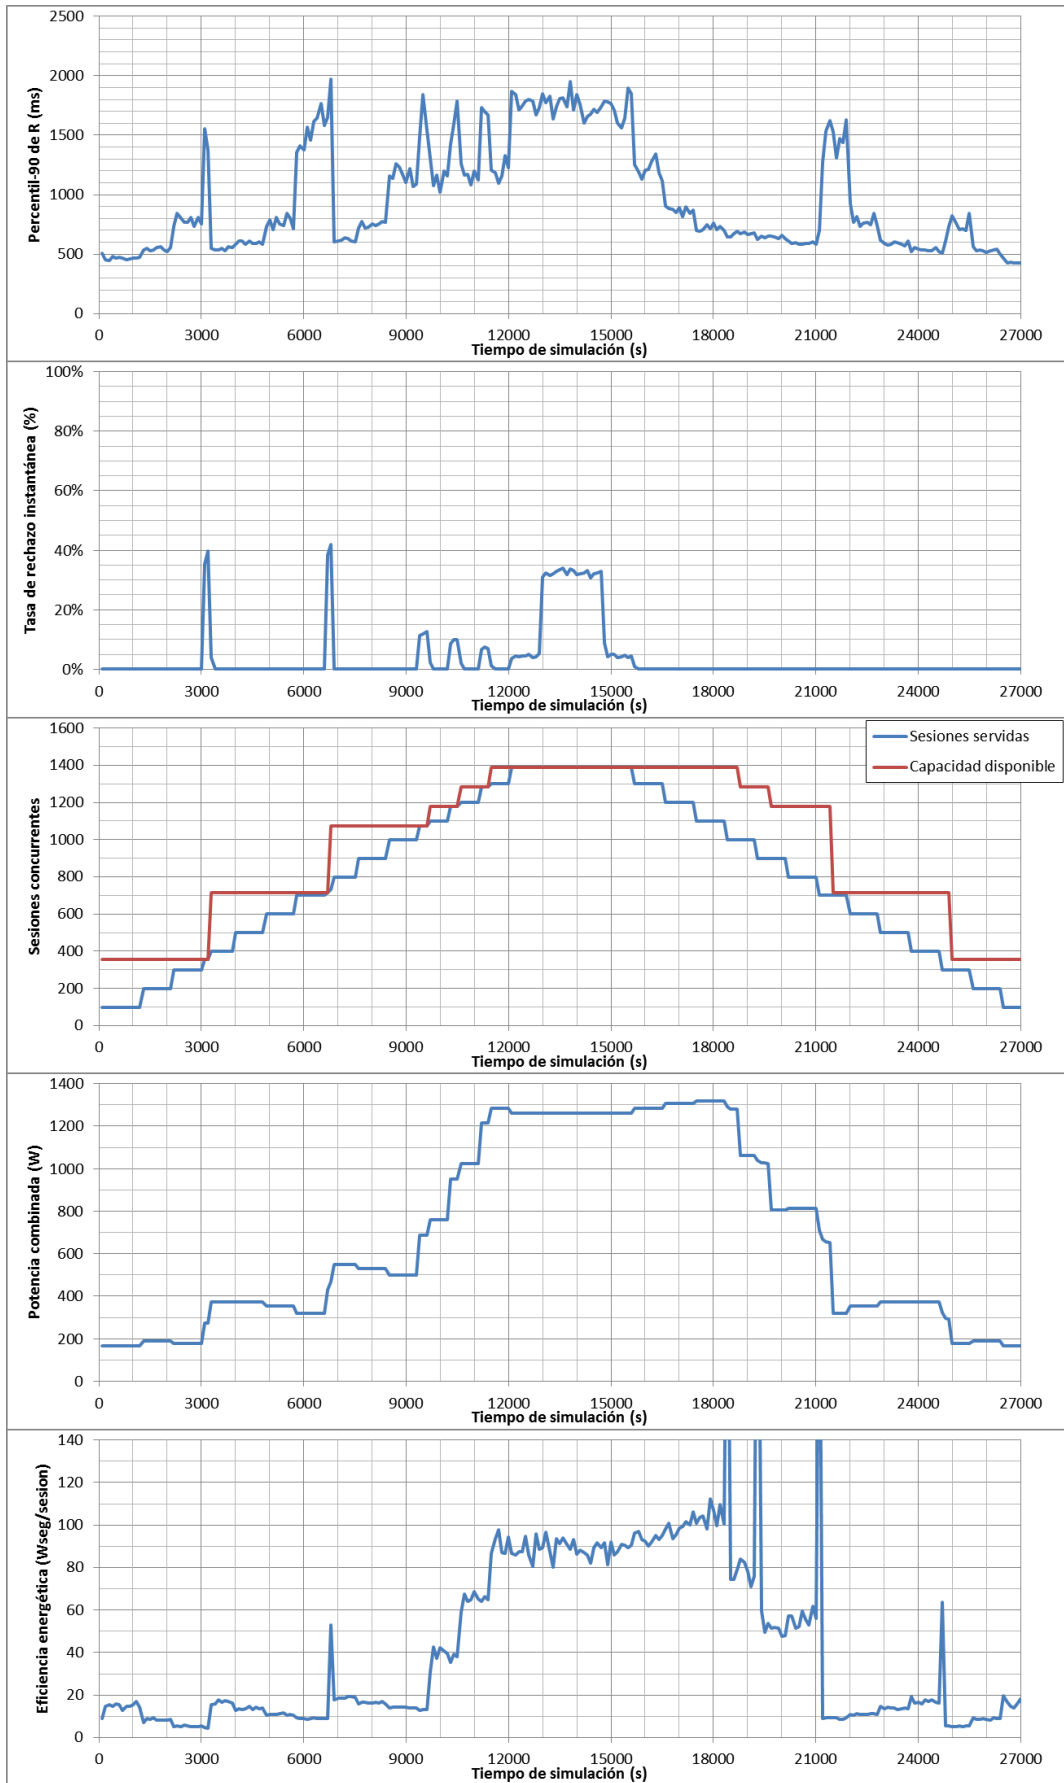 Percentil-90 de R (ms)
2500
2000
1500
1000
500
0
0 3000 6000 9000 12000 15000 18000 21000 24000 27000
Tiempo de simulación (s)
Tasa de rechazo instantánea (%)
100%
80%
60%
40%
20%
0%
0 3000 6000 9000 12000 15000 18000 21000 24000 27000
Tiempo de simulación (s)
Sesiones concurrentes
1600
1400
1200
1000
800
600
400
200
0
Sesiones servidas
Capacidad disponible
0 3000 6000 9000 12000 15000 18000 21000 24000 27000
Tiempo de simulación (s)
Potencia combinada (W)
1400
1200
1000
800
600
400
200
0
0 3000 6000 9000 12000 15000 18000 21000 24000 27000
Tiempo de simulación (s)
Eficiencia energética (Wseg/sesion)
140
120
100
80
60
40
20
0
0 3000 6000 9000 12000 15000 18000 21000 24000 27000
Tiempo de simulación (s)